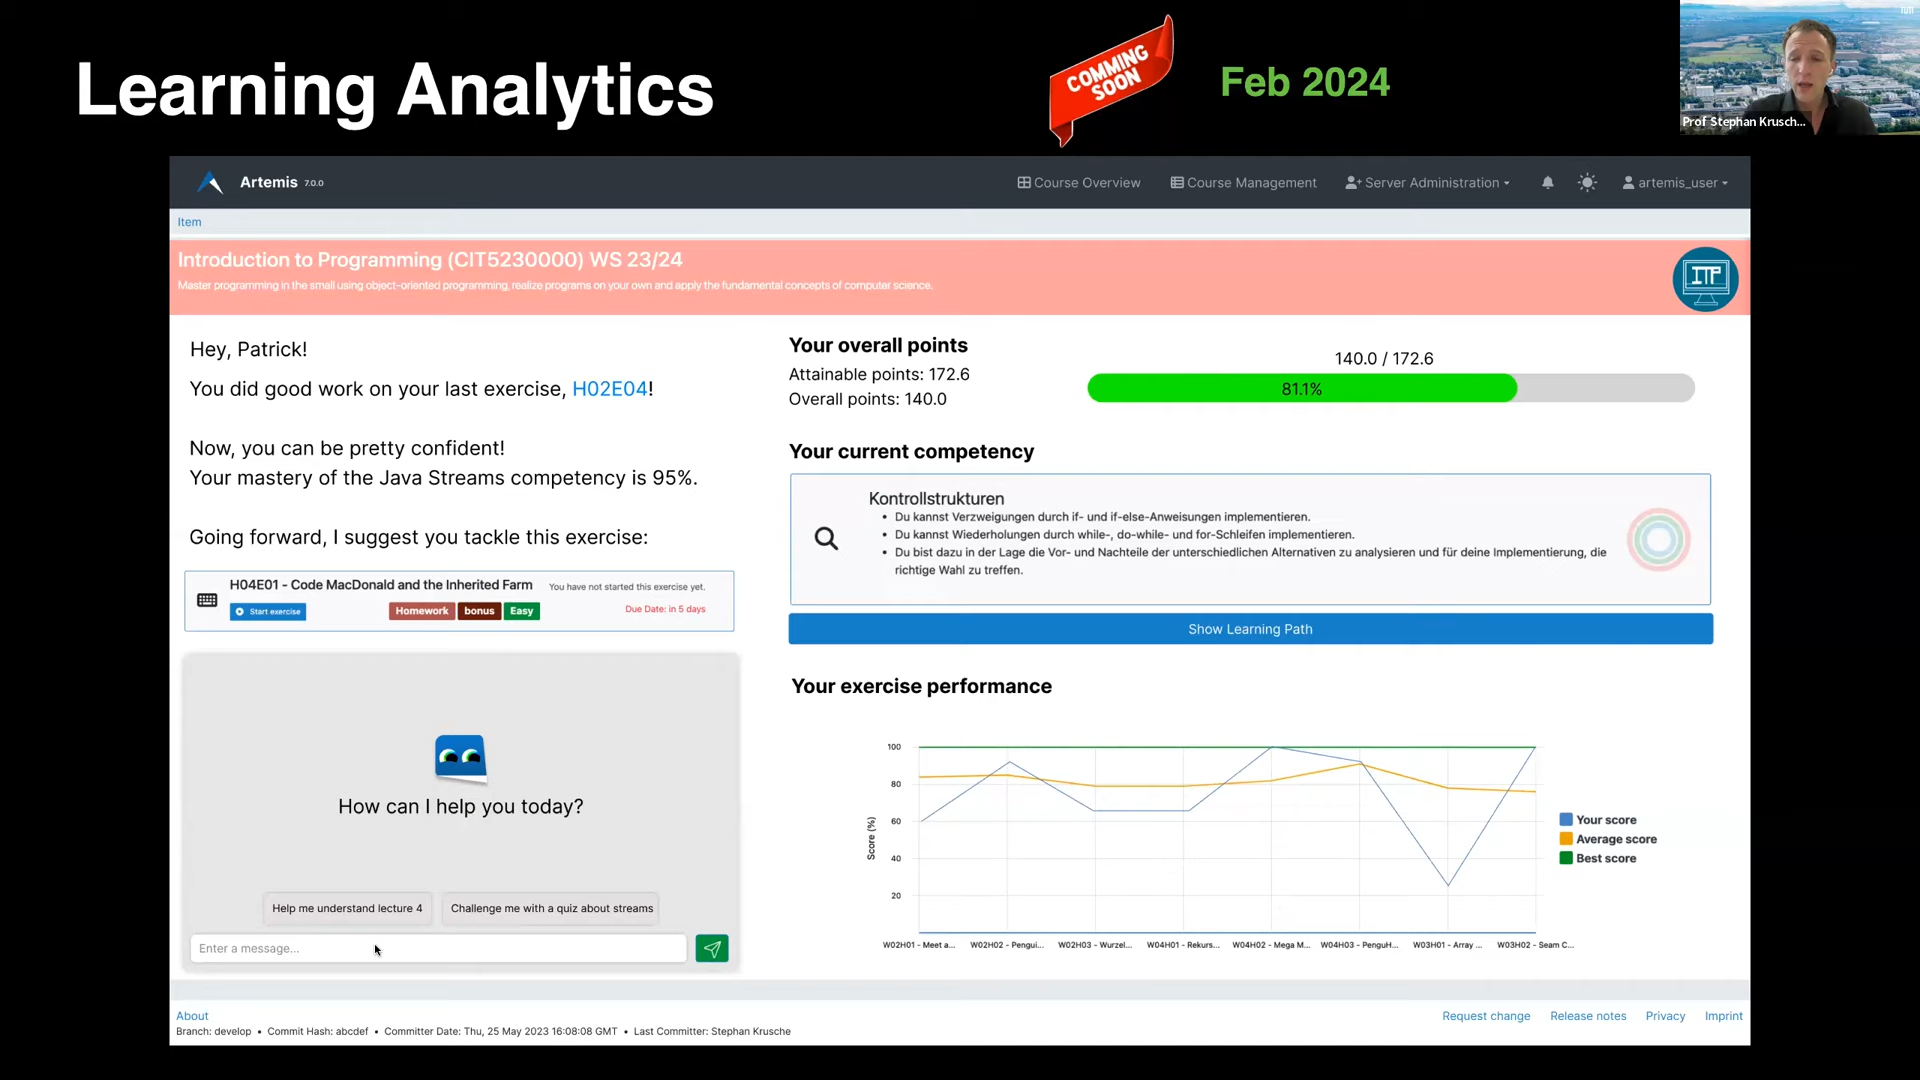 Learning Analytics
COMMING
SOON
Feb 2024
Prof Stephan Krusch...
Artemis 7.0.0
Course Overview
Course Management
Server Administration
artemis_user
Item
Introduction to Programming (CIT5230000) WS 23/24
Master programming in the small using object-oriented programming, realize programs on your own and apply the fundamental concepts of computer science.
ITP
Hey, Patrick!
You did good work on your last exercise, H02E04!
Now, you can be pretty confident!
Your mastery of the Java Streams competency is 95%.
Going forward, I suggest you tackle this exercise:
H04E01 - Code MacDonald and the Inherited Farm
You have not started this exercise yet.
Start exercise
Homework
bonus
Easy
Due Date: in 5 days
How can I help you today?
Help me understand lecture 4
Challenge me with a quiz about streams
Enter a message...
Your overall points
Attainable points: 172.6
Overall points: 140.0
140.0 / 172.6
81.1%
Your current competency
Kontrollstrukturen
• Du kannst Verzweigungen durch if- und if-else-Anweisungen implementieren.
• Du kannst Wiederholungen durch while-, do-while- und for-Schleifen implementieren.
• Du bist dazu in der Lage die Vor- und Nachteile der unterschiedlichen Alternativen zu analysieren und für deine Implementierung, die
richtige Wahl zu treffen.
Show Learning Path
Your exercise performance
Score (%)
100
80
60
40
20
W02H01 - Meet a...
W02H02 - Pengui...
W02H03 - Wurzel...
W04H01 - Rekurs...
W04H02 - Mega M...
W04H03 - PenguH...
W03H01 - Array ...
W03H02 - Seam C...
Your score
Average score
Best score
About
Branch: develop • Commit Hash: abcdef • Committer Date: Thu, 25 May 2023 16:08:08 GMT • Last Committer: Stephan Krusche
Request change
Release notes
Privacy
Imprint